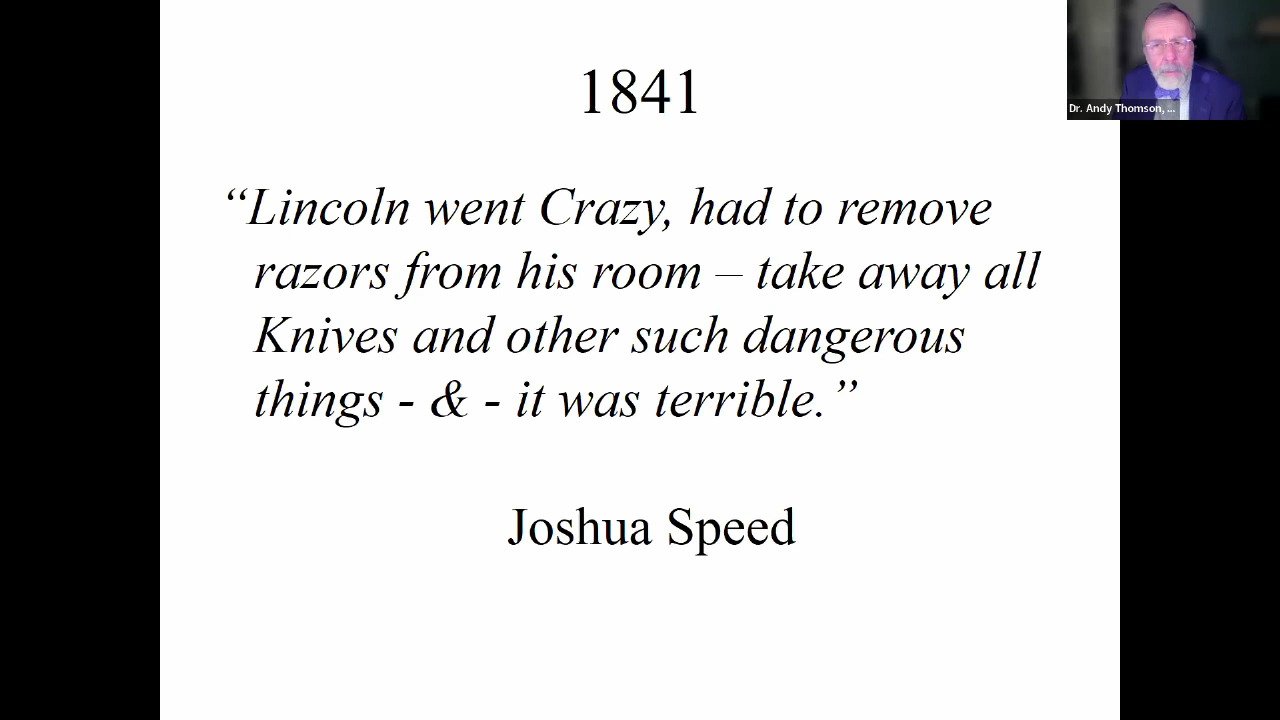 1841
“Lincoln went Crazy, had to remove
razors from his room – take away all
Knives and other such dangerous
things - & - it was terrible.”
Joshua Speed
Dr. Andy Thomson, ...